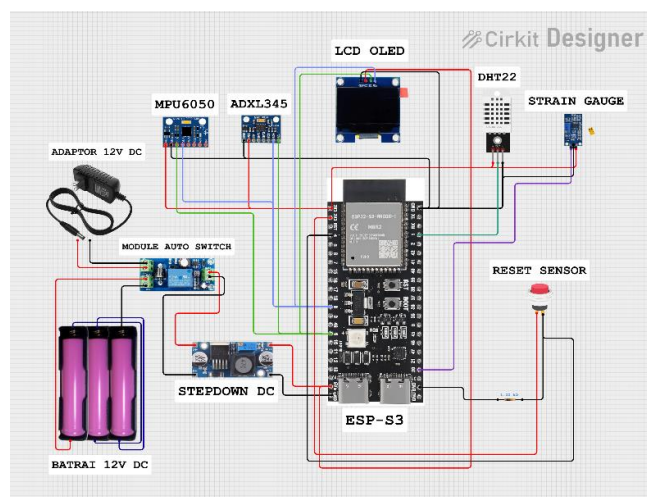 Cirkit Designer
LCD OLED
DHT22
STRAIN GAUGE
MPU6050
ADXL345
ADAPTOR 12V DC
MODULE AUTO SWITCH
RESET SENSOR
STEPDOWN DC
ESP-S3
BATRAI 12V DC